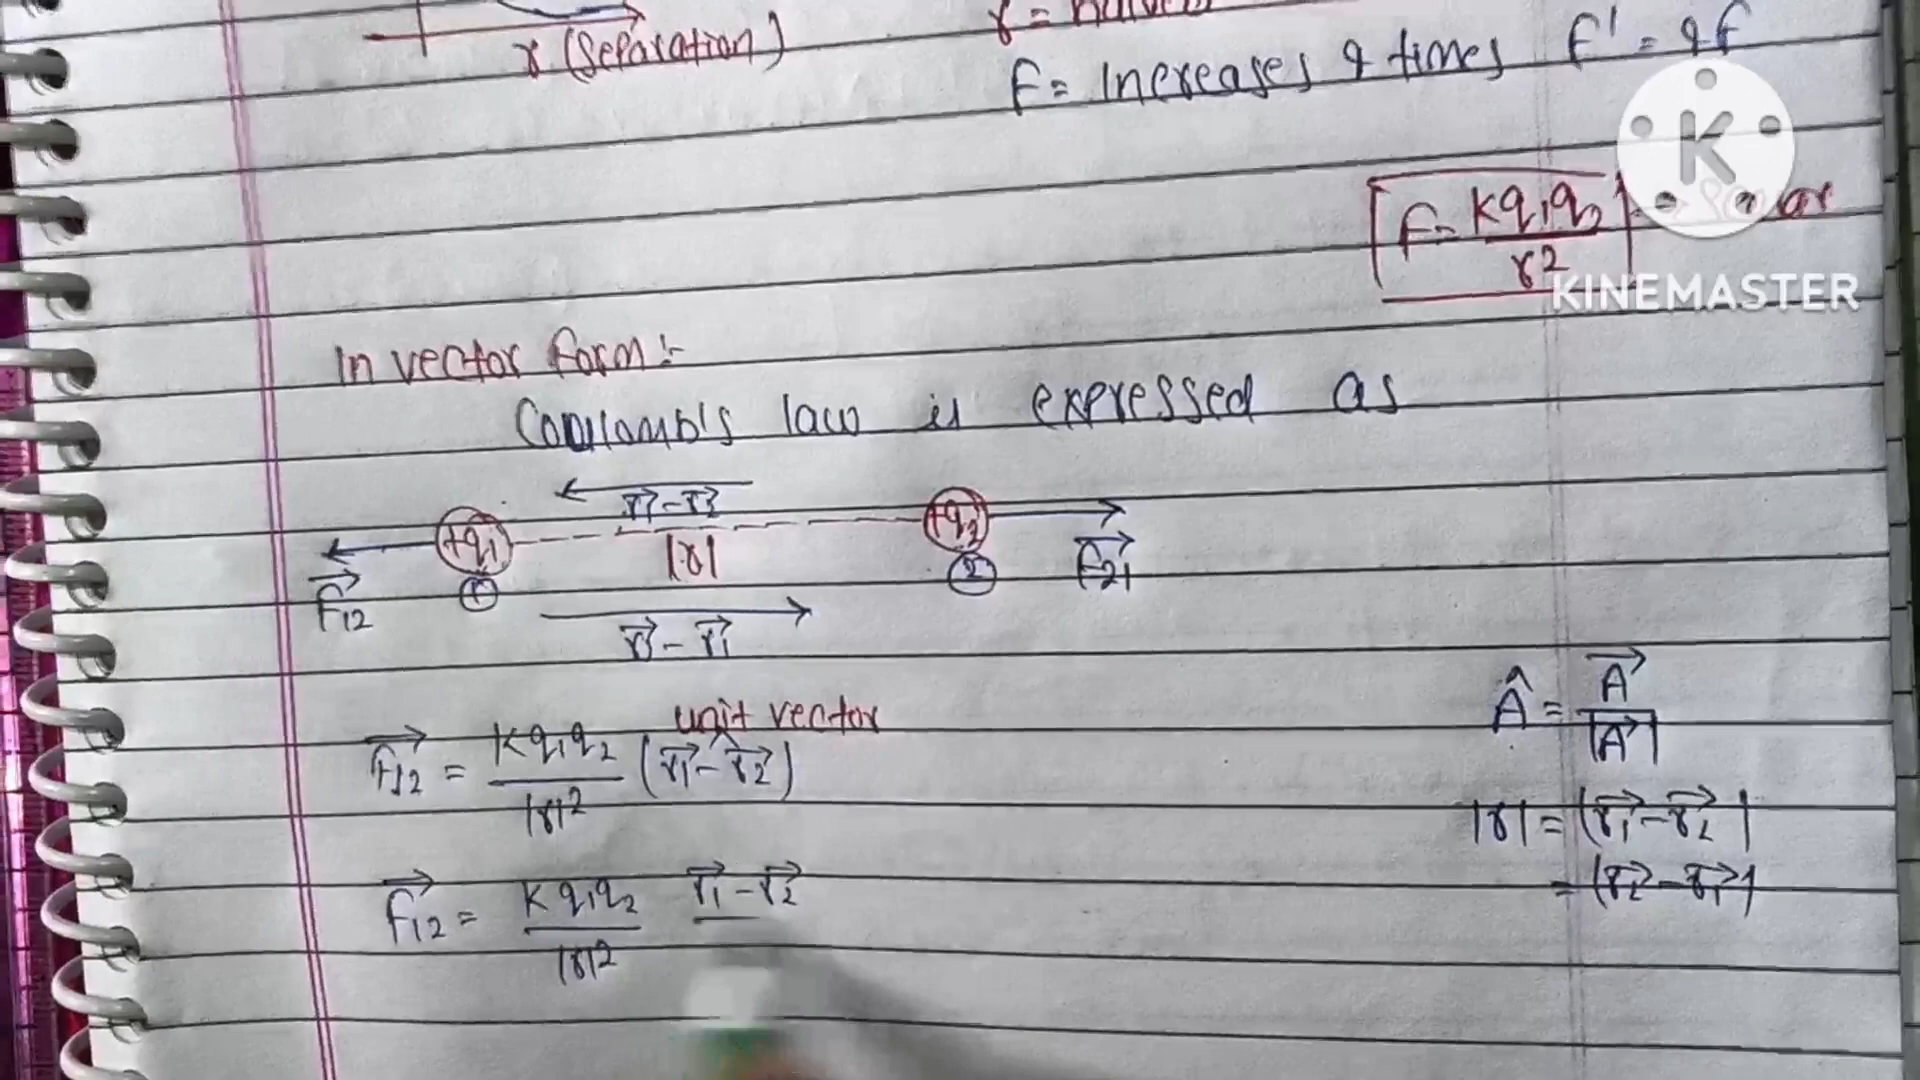 r (Separation)
r =
F = Increases 9 times F' = 9F
K
F = Kq1q2 / r2
KINEMASTER
In vector form:-
Coulomb's law is expressed as
r1 - r2
+q1 +q2
|r|
1 2
F12 F21
r2 - r1
unit vector
F12 = Kq1q2 / |r|2 (r1 - r2)
Â = A / |A|
|r| = |r1 - r2|
= |r2 - r1|
F12 = Kq1q2 / |r|2 r1 - r2